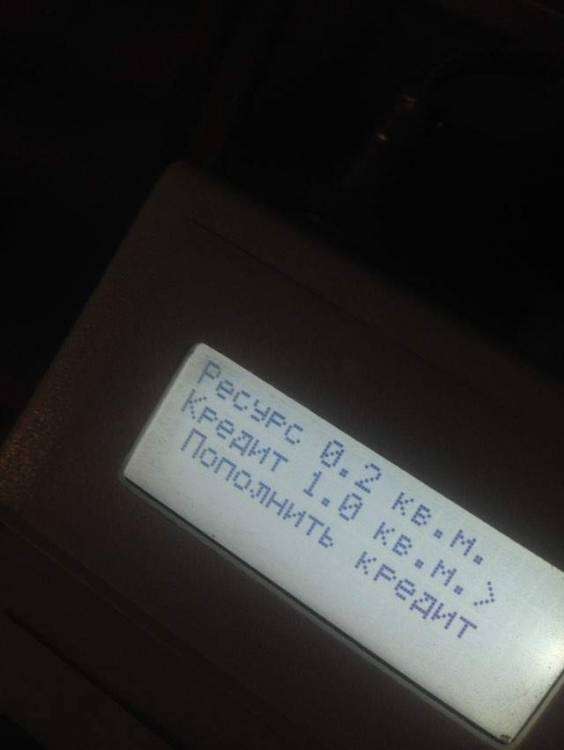 Ресурс 0.2 кв.м.
Кредит 1.0 кв.м.>
Пополнить кредит